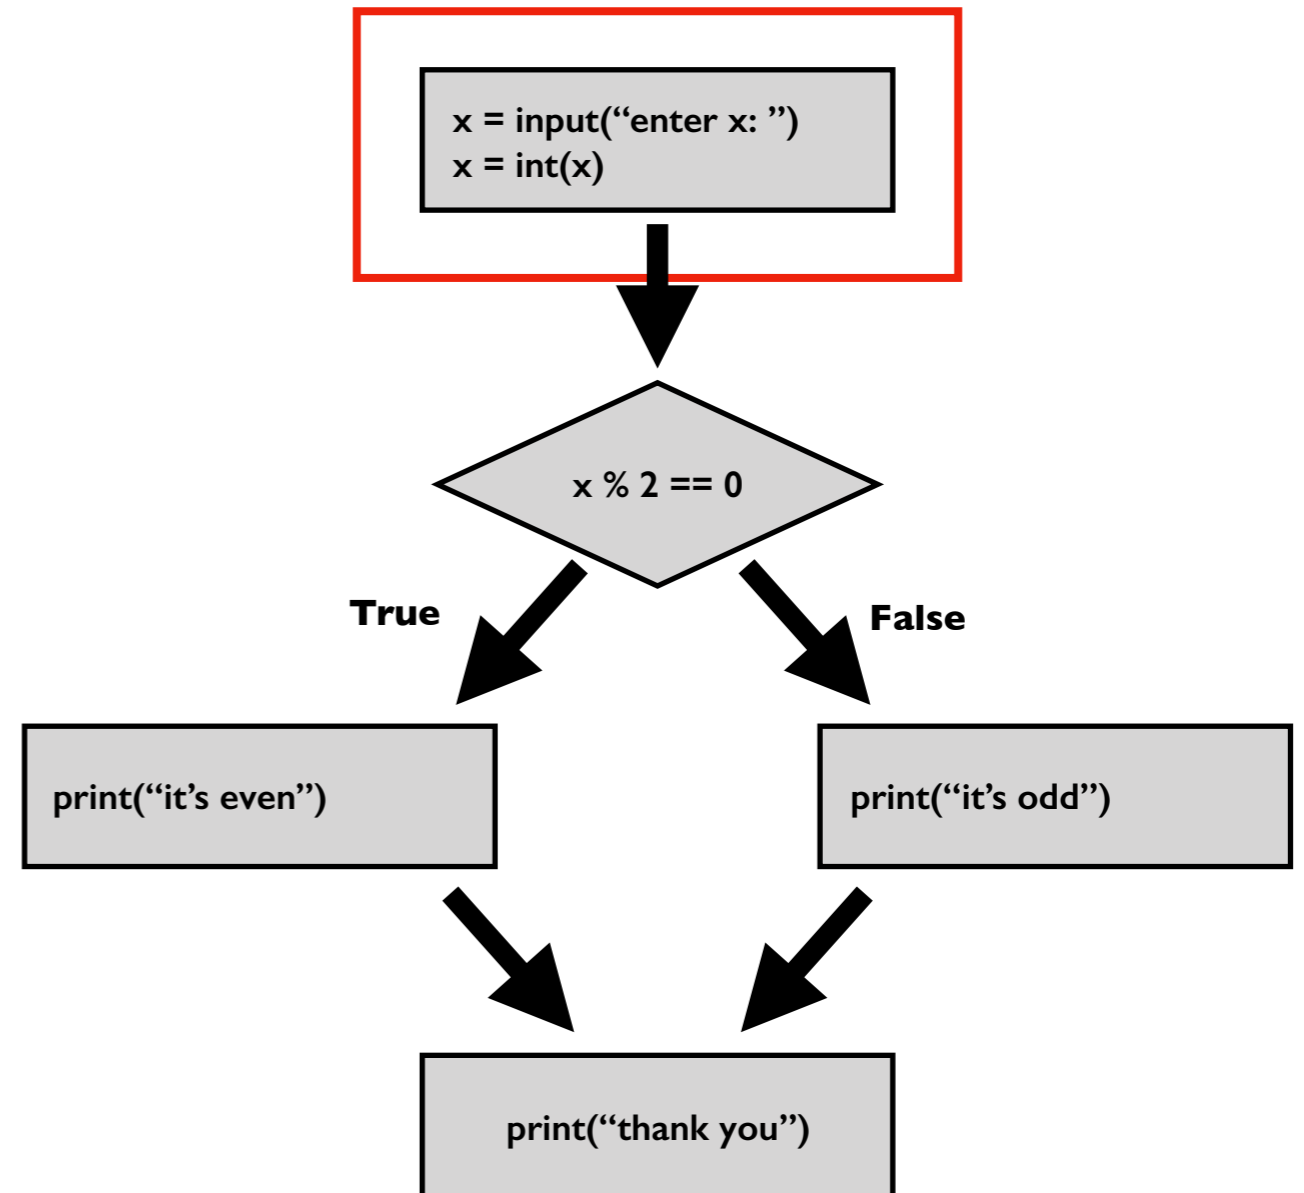 x = input(“enter x: ”)
x = int(x)
x % 2 == 0
True
False
print(“it’s even”)
print(“it’s odd”)
print(“thank you”)